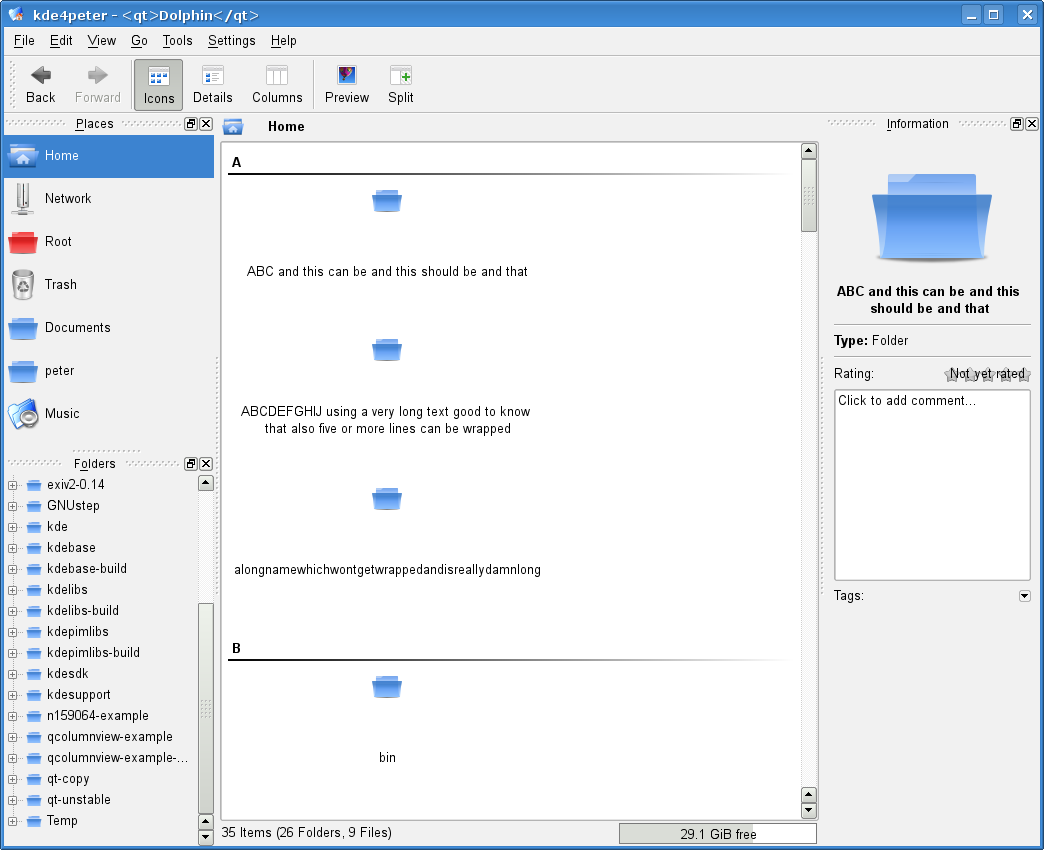 kde4peter - <qt>Dolphin</qt>
File Edit View Go Tools Settings Help
Back Forward Icons Details Columns Preview Split
Places
Home
Network
Root
Trash
Documents
peter
Music
Folders
exiv2-0.14
GNUstep
kde
kdebase
kdebase-build
kdelibs
kdelibs-build
kdepimlibs
kdepimlibs-build
kdesdk
kdesupport
n159064-example
qcolumnview-example
qcolumnview-example-...
qt-copy
qt-unstable
Temp
Home
A
ABC and this can be and this should be and that
ABCDEFGHIJ using a very long text good to know
that also five or more lines can be wrapped
alongnamewhichwontgetwrappedandisreallydamnlong
B
bin
35 Items (26 Folders, 9 Files)
29.1 GiB free
Information
ABC and this can be and this
should be and that
Type: Folder
Rating: Not yet rated
Click to add comment...
Tags: